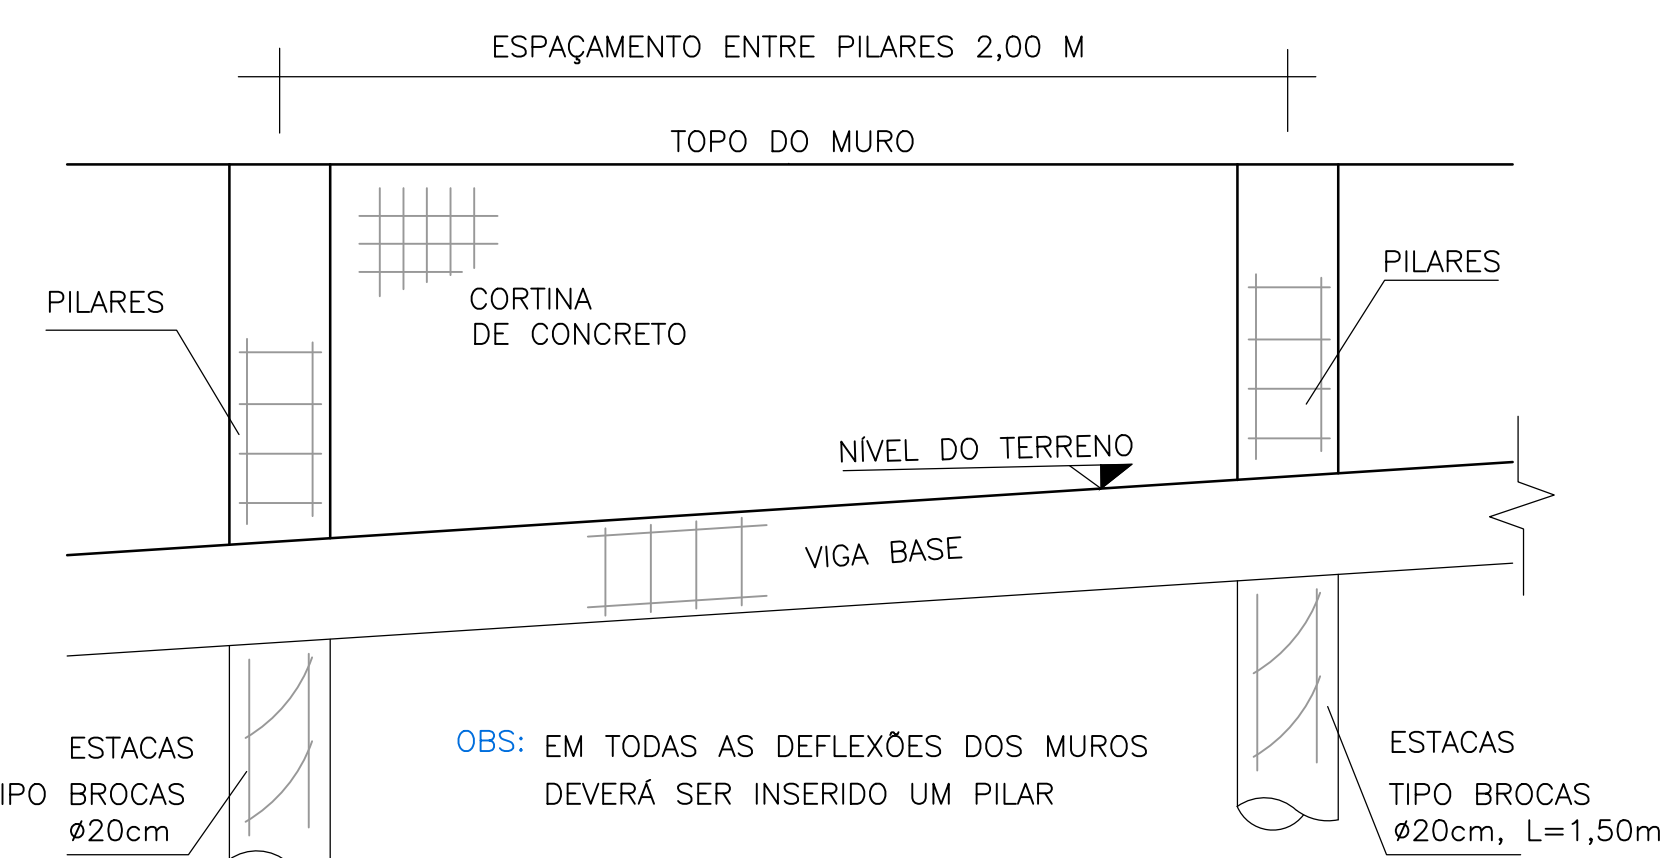 ESPAÇAMENTO ENTRE PILARES 2,00 M
TOPO DO MURO
PILARES
PILARES
CORTINA
DE CONCRETO
NÍVEL DO TERRENO
VIGA BASE
ESTACAS
IPO BROCAS
ø20cm
OBS: EM TODAS AS DEFLEXÕES DOS MUROS
DEVERÁ SER INSERIDO UM PILAR
ESTACAS
TIPO BROCAS
ø20cm, L=1,50m